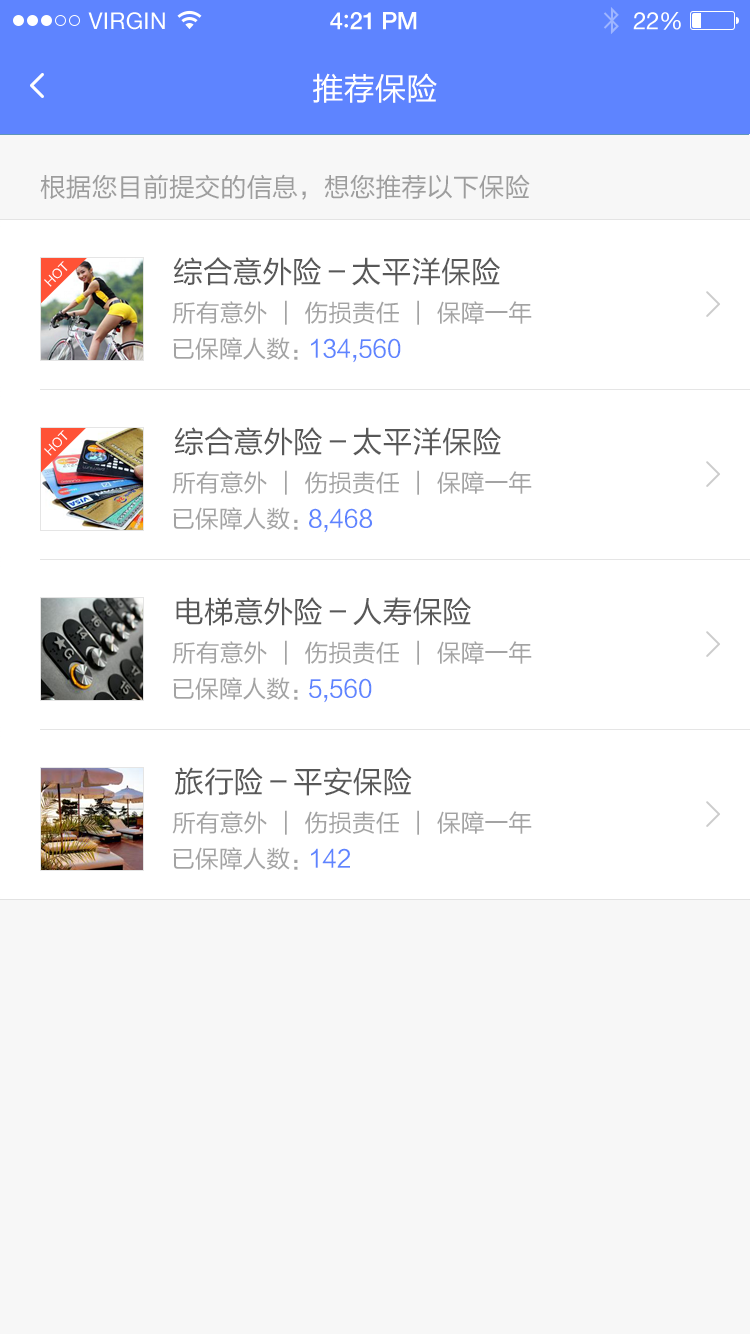 VIRGIN 4:21 PM 22%
推荐保险
根据您目前提交的信息，想您推荐以下保险
HOT
综合意外险－太平洋保险
所有意外 | 伤损责任 | 保障一年
已保障人数：134,560
HOT
综合意外险－太平洋保险
所有意外 | 伤损责任 | 保障一年
已保障人数：8,468
电梯意外险－人寿保险
所有意外 | 伤损责任 | 保障一年
已保障人数：5,560
旅行险－平安保险
所有意外 | 伤损责任 | 保障一年
已保障人数：142